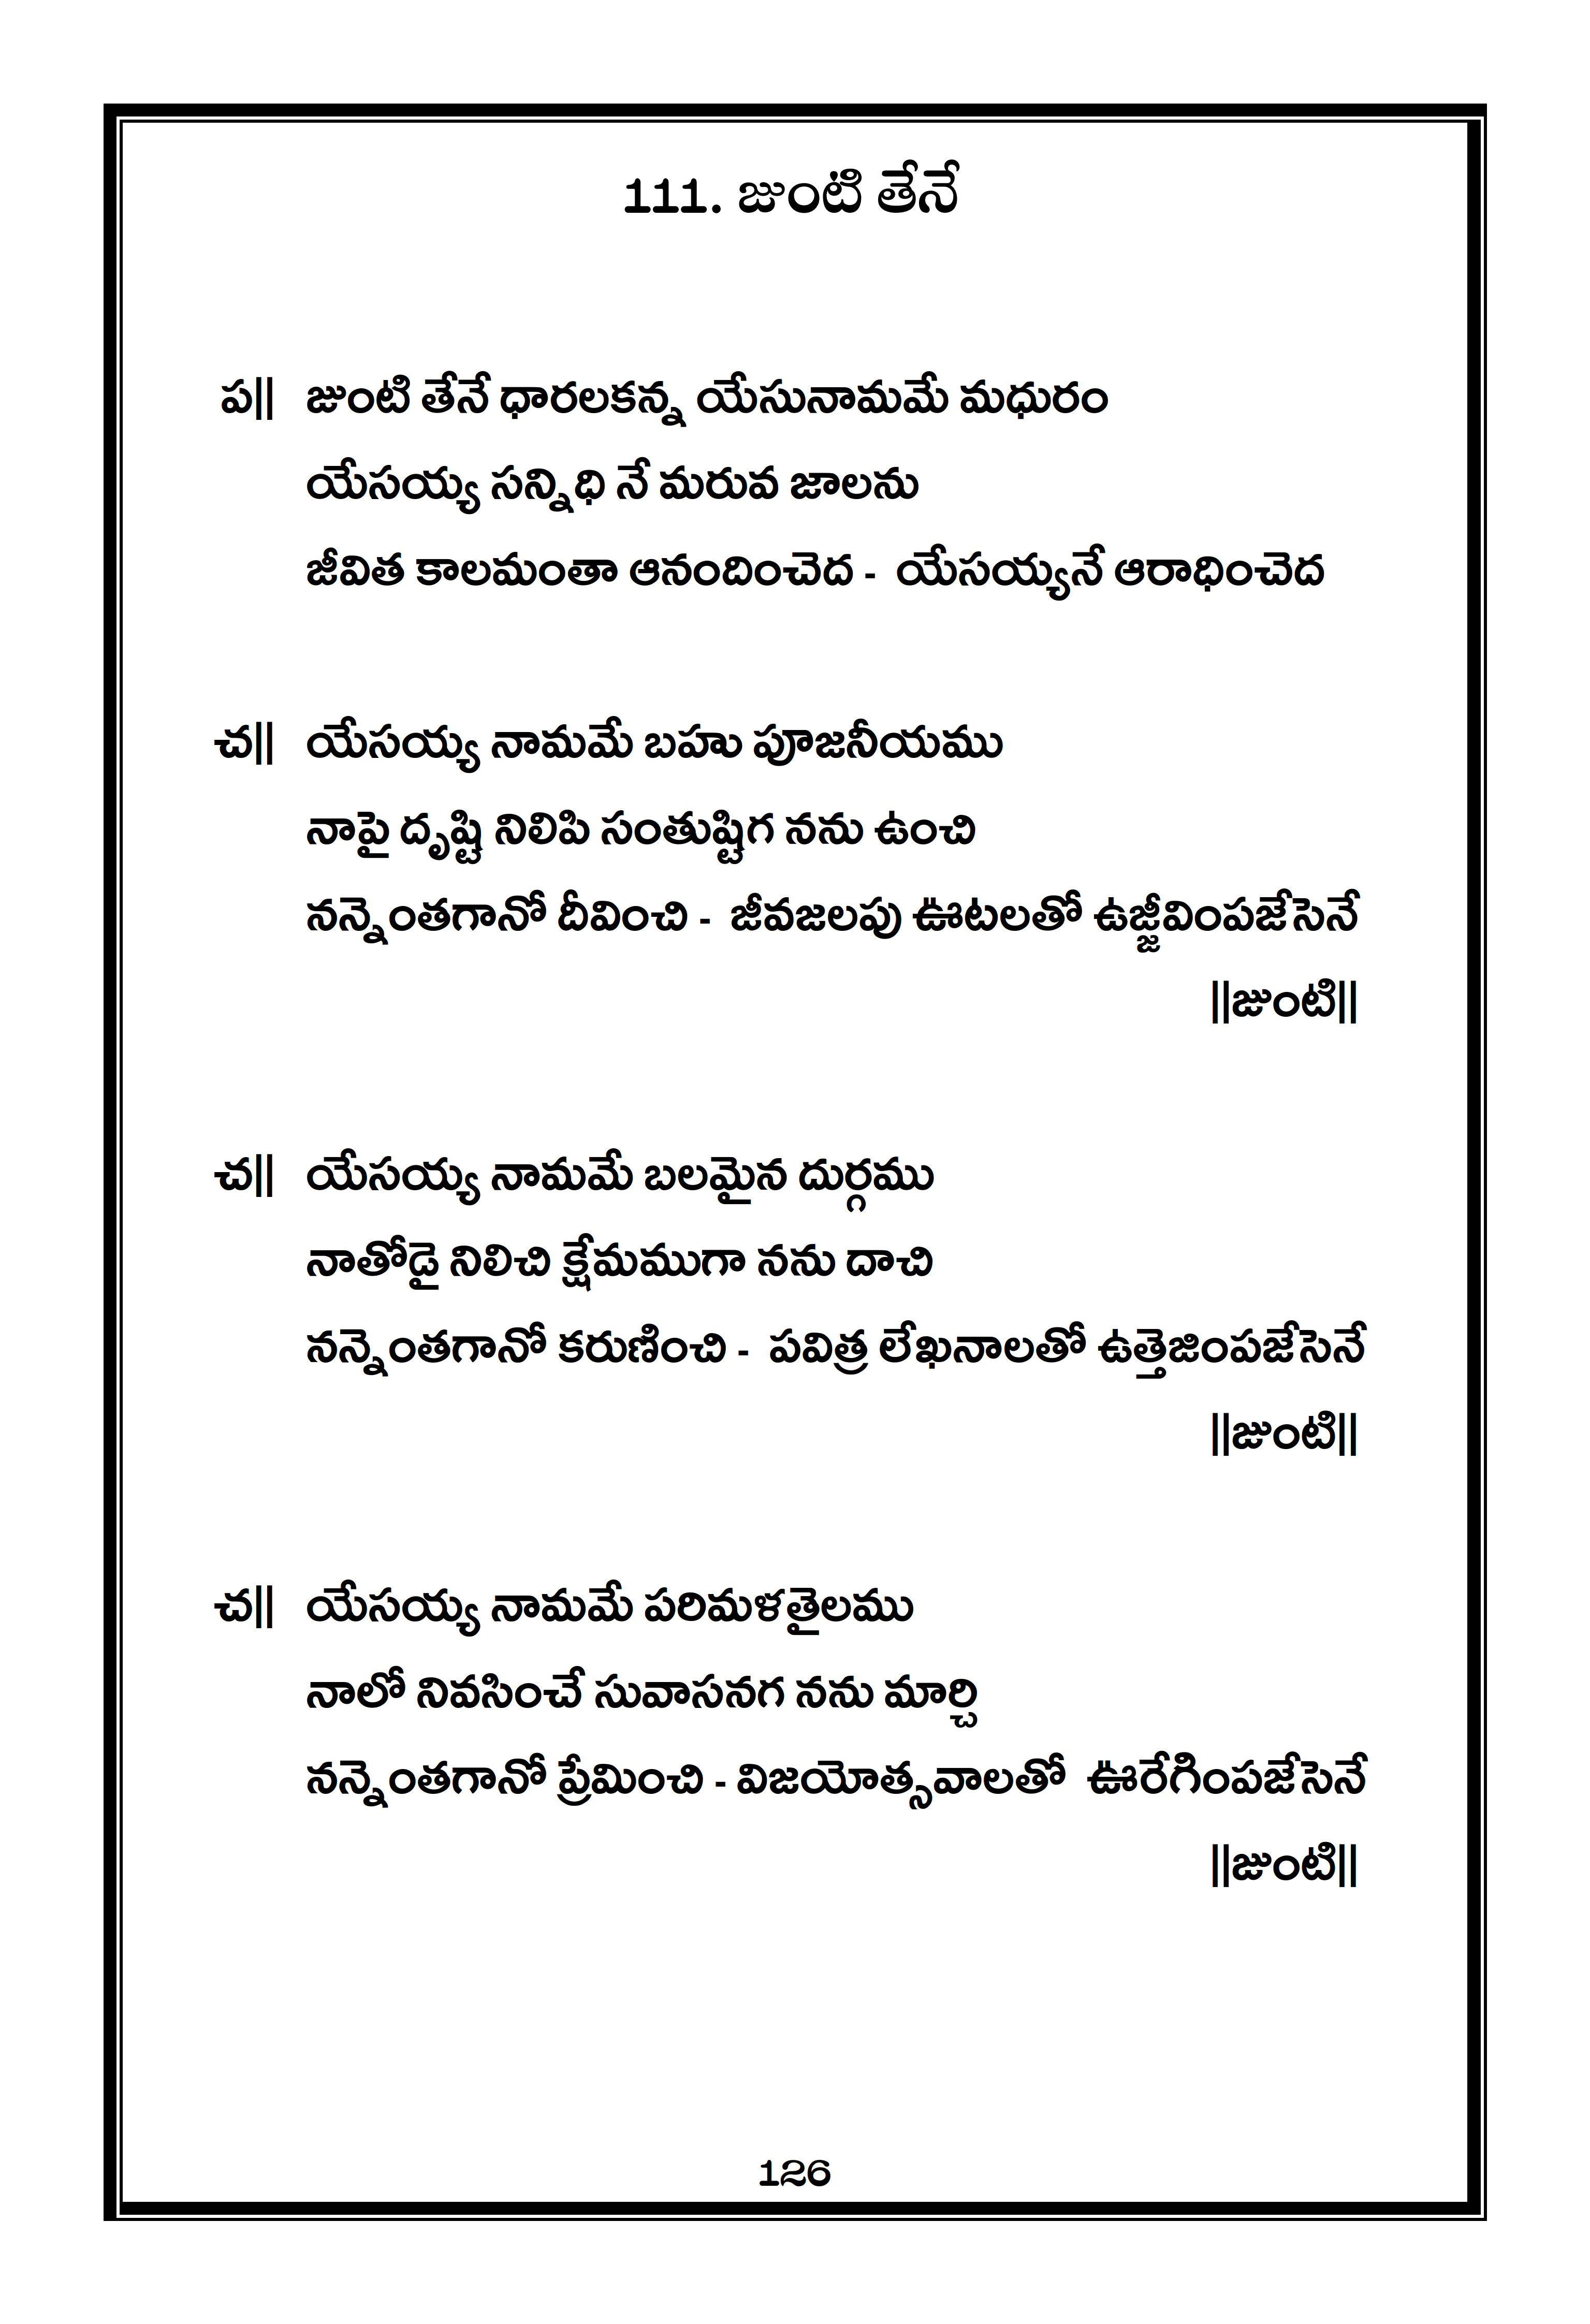 111. జుంటి తేనే
ప॥ జుంటి తేనే ధారలకన్న యేసునామమే మధురం
యేసయ్య సన్నిధి నే మరువ జాలను
జీవిత కాలమంతా ఆనందించెద - యేసయ్యనే ఆరాధించెద
చ॥ యేసయ్య నామమే బహు పూజనీయము
నాపై దృష్టి నిలిపి సంతుష్టిగ నను ఉంచి
నన్నెంతగానో దీవించి - జీవజలపు ఊటలతో ఉజ్జీవింపజేసెనే
॥జుంటి॥
చ॥ యేసయ్య నామమే బలమైన దుర్గము
నాతోడై నిలిచి క్షేమముగా నను దాచి
నన్నెంతగానో కరుణించి - పవిత్ర లేఖనాలతో ఉత్తెజింపజేసెనే
॥జుంటి॥
చ॥ యేసయ్య నామమే పరిమళతైలము
నాలో నివసించే సువాసనగ నను మార్చి
నన్నెంతగానో ప్రేమించి - విజయోత్సవాలతో ఊరేగింపజేసెనే
॥జుంటి॥
126